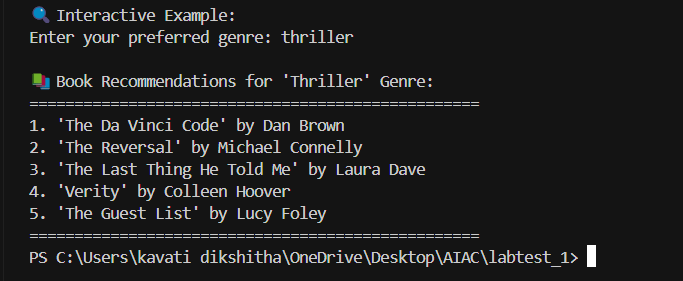 🔍 Interactive Example:
Enter your preferred genre: thriller
📚 Book Recommendations for 'Thriller' Genre:
==================================================
1. 'The Da Vinci Code' by Dan Brown
2. 'The Reversal' by Michael Connelly
3. 'The Last Thing He Told Me' by Laura Dave
4. 'Verity' by Colleen Hoover
5. 'The Guest List' by Lucy Foley
==================================================
PS C:\Users\kavati dikshitha\OneDrive\Desktop\AIAC\labtest_1>